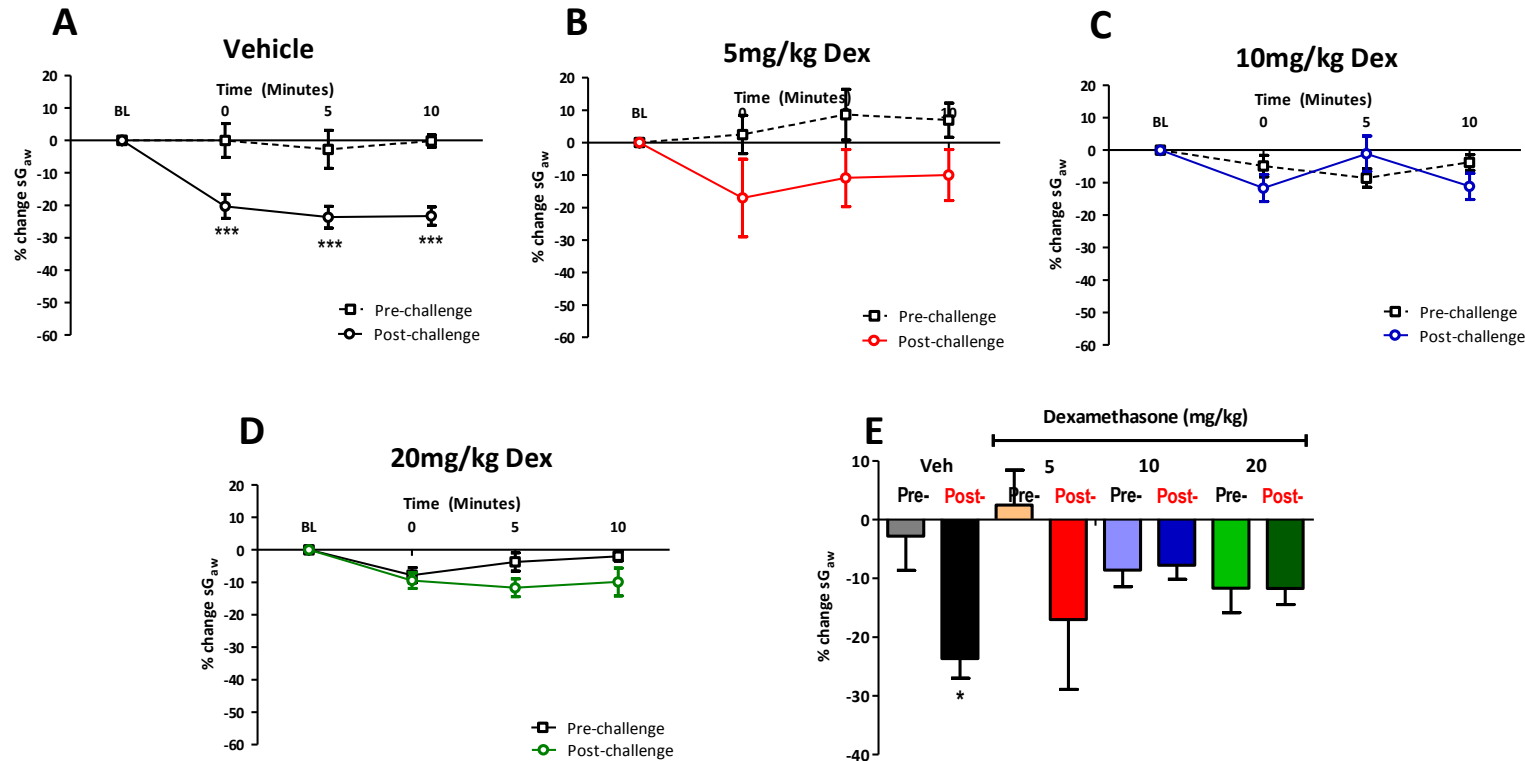 A
Vehicle
Time (Minutes)
20
10
0
-10
-20
-30
-40
-50
-60
BL
0
5
10
% change sGaw
***
***
***
Pre-challenge
Post-challenge
B
5mg/kg Dex
Time (Minutes)
20
10
0
-10
-20
-30
-40
-50
-60
BL
0
10
% change sGaw
Pre-challenge
Post-challenge
C
10mg/kg Dex
Time (Minutes)
20
10
0
-10
-20
-30
-40
-50
-60
BL
0
5
10
% change sGaw
Pre-challenge
Post-challenge
D
20mg/kg Dex
Time (Minutes)
20
10
0
-10
-20
-30
-40
-50
-60
BL
0
5
10
% change sGaw
Pre-challenge
Post-challenge
E
Dexamethasone (mg/kg)
Veh 5 10 20
Pre- Post- Pre- Post- Pre- Post- Pre- Post-
10
0
-10
-20
-30
-40
% change sGaw
*